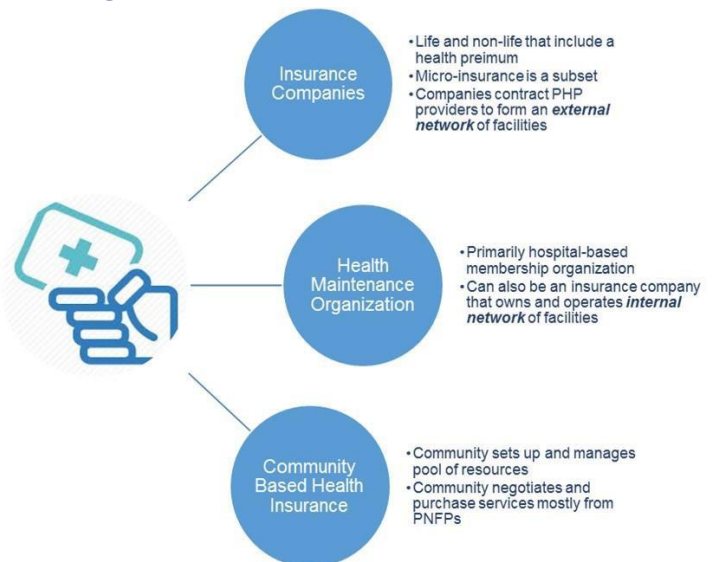 Insurance
Companies
• Life and non-life that include a
health preimum
• Micro-insurance is a subset
• Companies contract PHP
providers to form an external
network of facilities
Health
Maintenance
Organization
• Primarily hospital-based
membership organization
• Can also be an insurance company
that owns and operates internal
network of facilities
Community
Based Health
Insurance
• Community sets up and manages
pool of resources
• Community negotiates and
purchase services mostly from
PNFPs